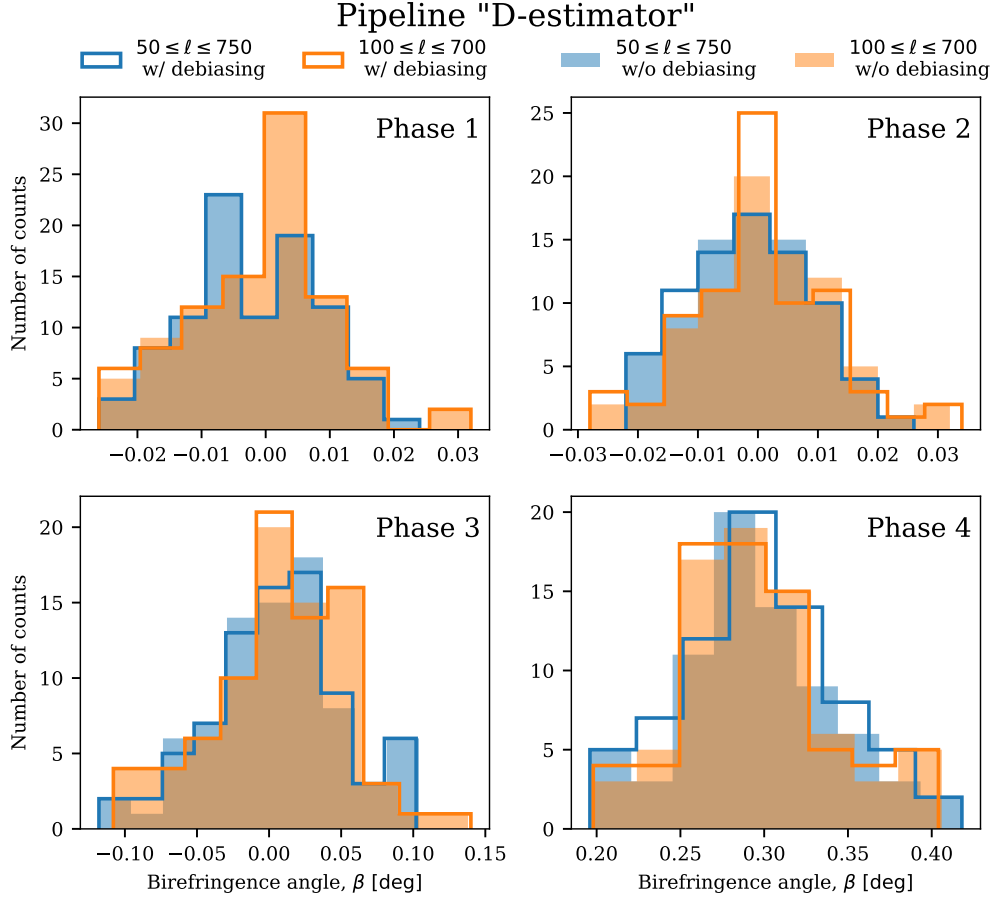 Pipeline "D-estimator"
50 ≤ ℓ ≤ 750
w/ debiasing
100 ≤ ℓ ≤ 700
w/ debiasing
50 ≤ ℓ ≤ 750
w/o debiasing
100 ≤ ℓ ≤ 700
w/o debiasing
Phase 1
Number of counts
30
25
20
15
10
5
0
−0.02 −0.01 0.00 0.01 0.02 0.03
Phase 2
25
20
15
10
5
0
−0.03 −0.02 −0.01 0.00 0.01 0.02 0.03
Phase 3
Number of counts
20
15
10
5
0
−0.10 −0.05 0.00 0.05 0.10 0.15
Birefringence angle, β [deg]
Phase 4
20
15
10
5
0
0.20 0.25 0.30 0.35 0.40
Birefringence angle, β [deg]